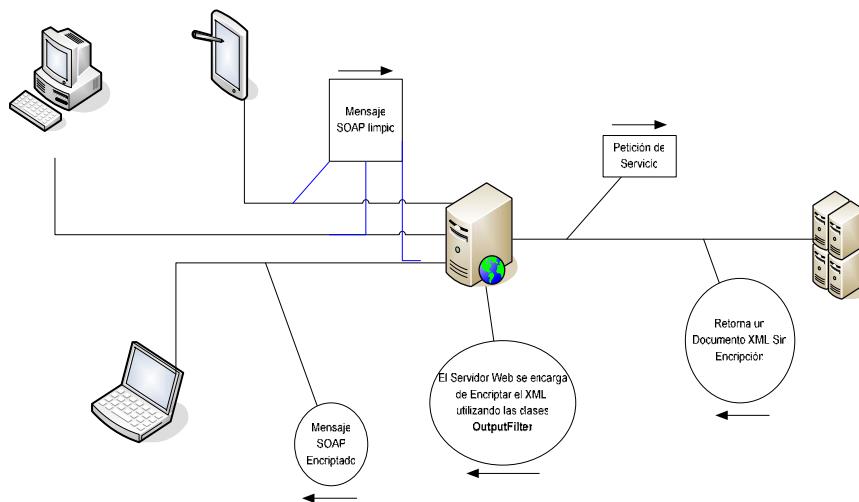 Mensaje
SOAP limpio
Petición de
Servicio
Retorna un
Documento XML Sin
Encripción
El Servidor Web se encarga
de Encriptar el XML
utilizando las clases
OutputFilter
Mensaje
SOAP
Encriptado